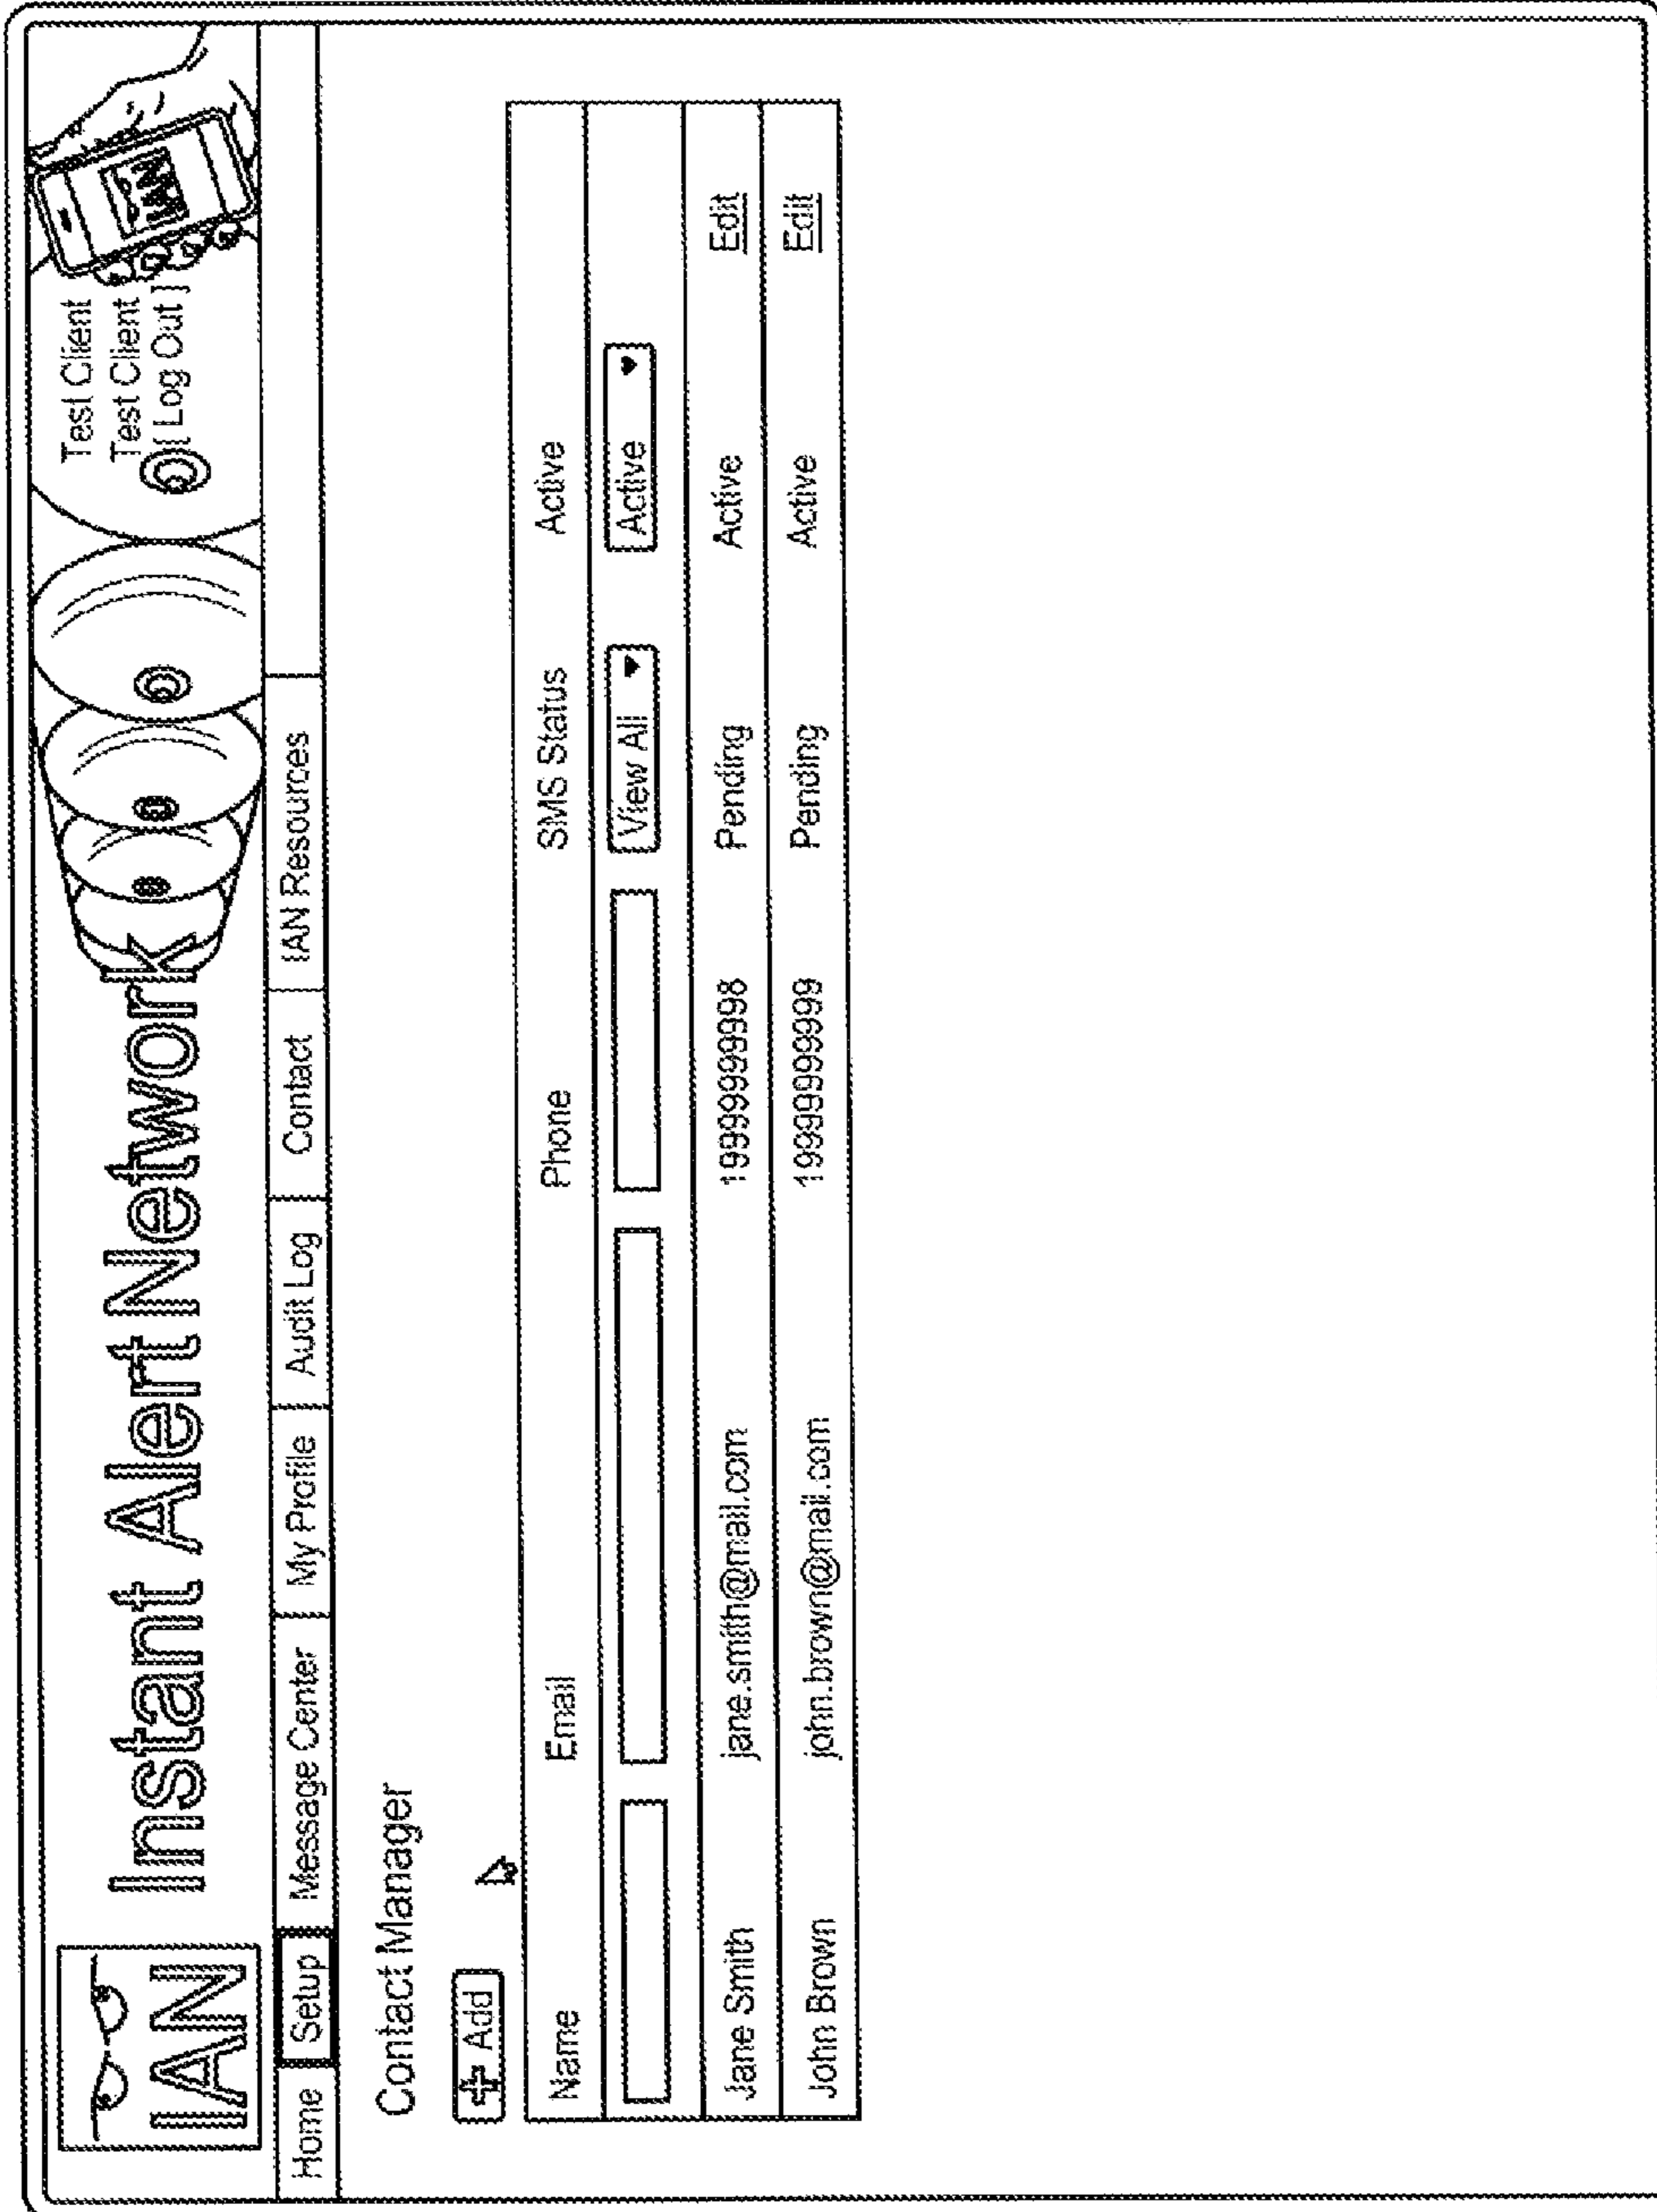 IAN Instant Alert Network
Test Client
Test Client
[ Log Out ]
IAN
Home Setup Message Center My Profile Audit Log Contact IAN Resources
Contact Manager
Add
Name Email Phone SMS Status Active
View All Active
Jane Smith jane.smith@mail.com 19999999998 Pending Active Edit
John Brown john.brown@mail.com 19999999999 Pending Active Edit